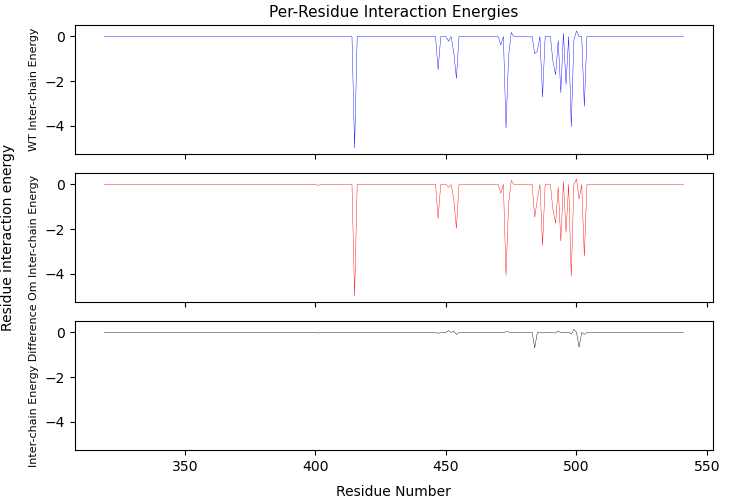 Per-Residue Interaction Energies
Residue interaction energy
WT Inter-chain Energy
0
−2
−4
Om Inter-chain Energy
0
−2
−4
Inter-chain Energy Difference
0
−2
−4
350
400
450
500
550
Residue Number